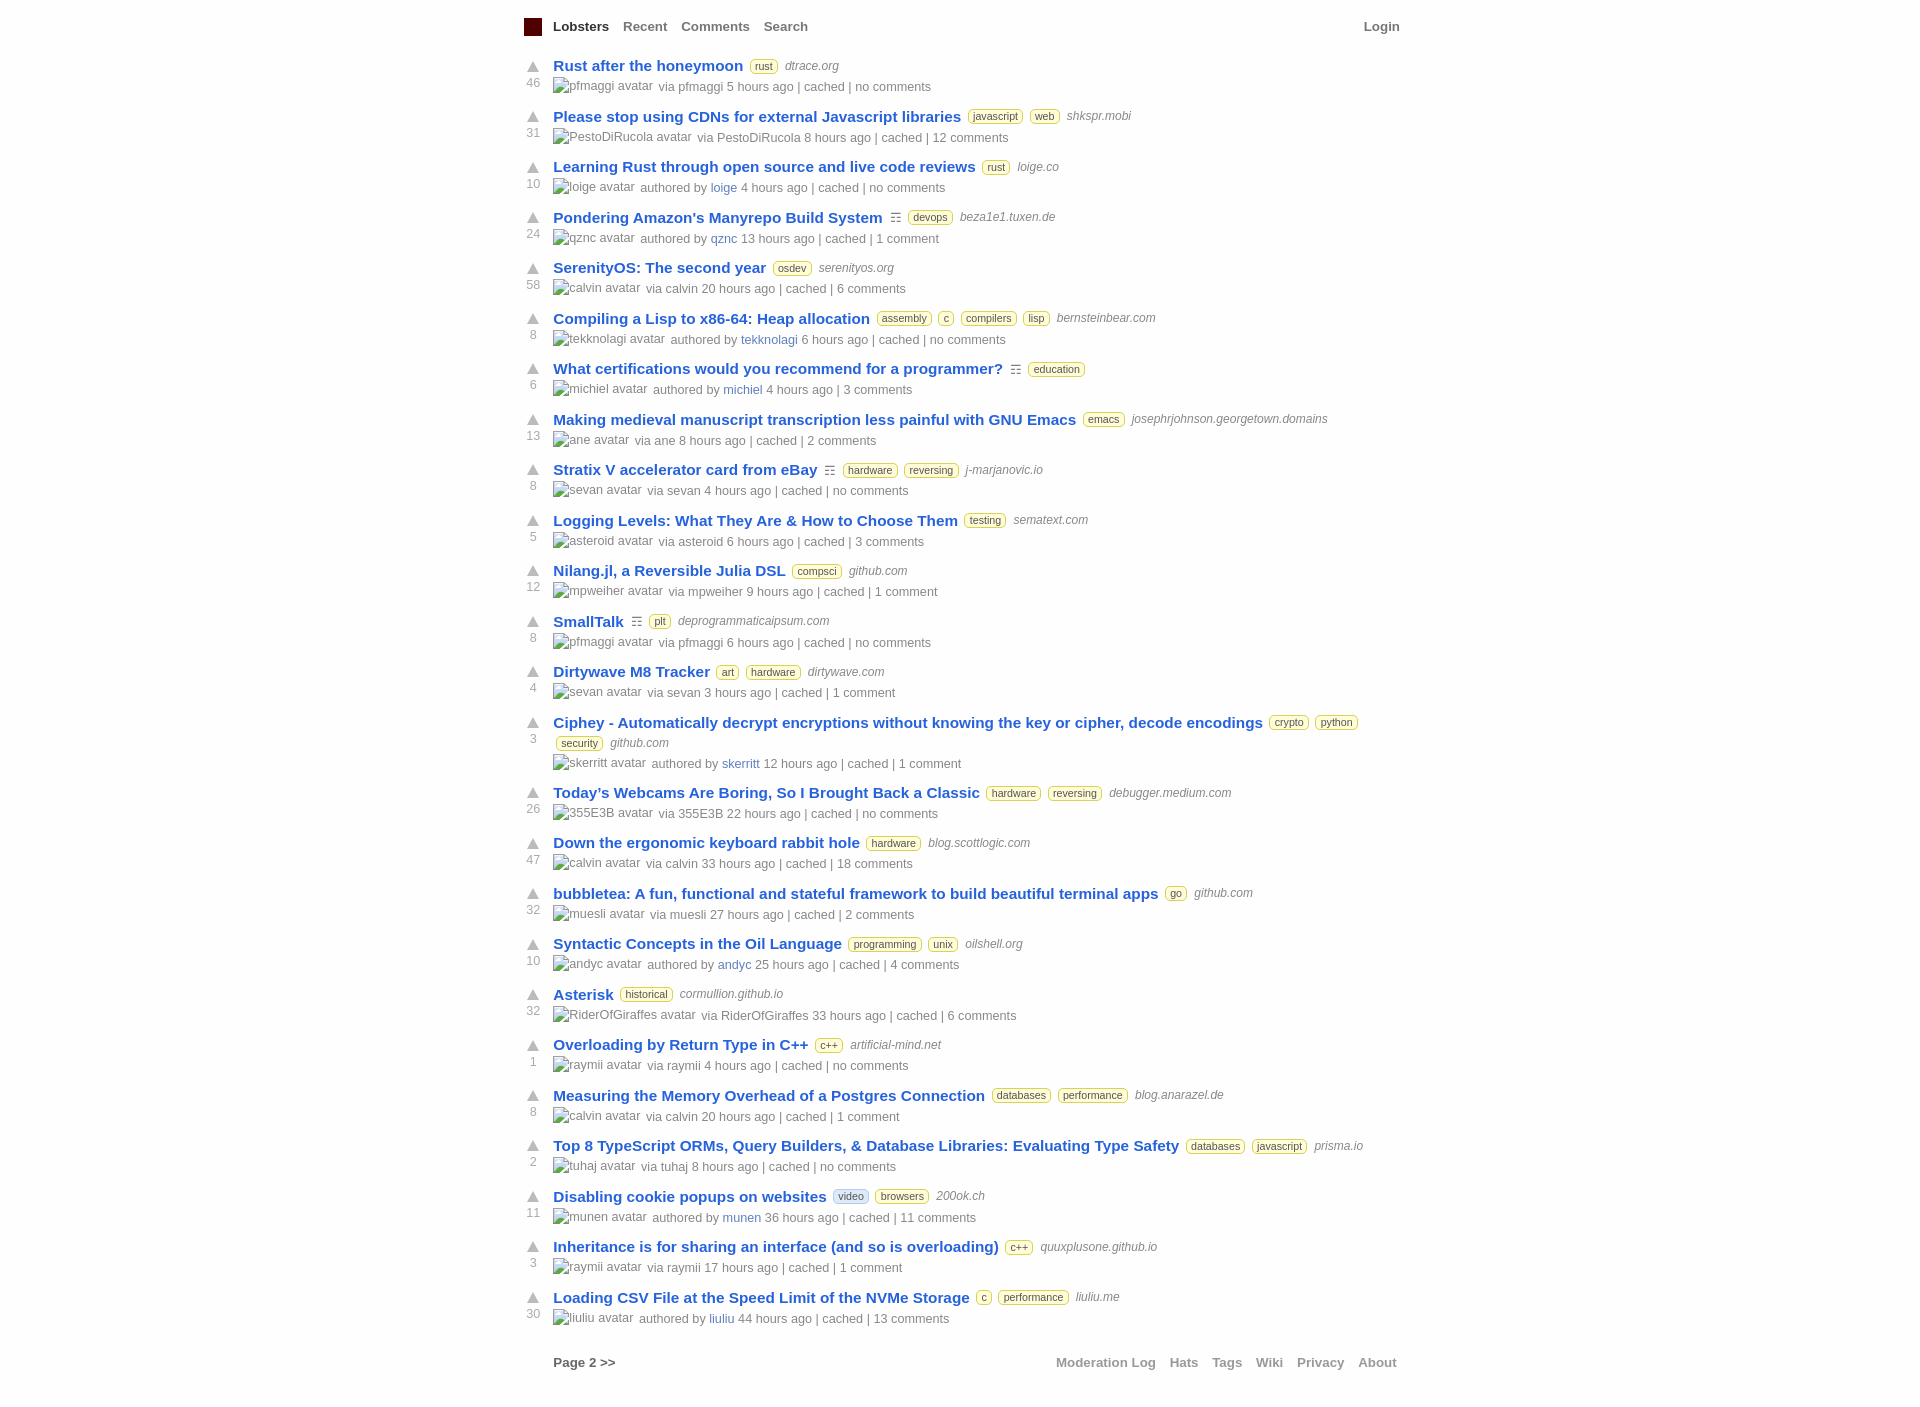 Lobsters Recent Comments Search Login
Rust after the honeymoon rust dtrace.org
46
pfmaggi avatar via pfmaggi 5 hours ago | cached | no comments
Please stop using CDNs for external Javascript libraries javascript web shkspr.mobi
31
PestoDiRucola avatar via PestoDiRucola 8 hours ago | cached | 12 comments
Learning Rust through open source and live code reviews rust loige.co
10
loige avatar authored by loige 4 hours ago | cached | no comments
Pondering Amazon's Manyrepo Build System ☶ devops beza1e1.tuxen.de
24
qznc avatar authored by qznc 13 hours ago | cached | 1 comment
SerenityOS: The second year osdev serenityos.org
58
calvin avatar via calvin 20 hours ago | cached | 6 comments
Compiling a Lisp to x86-64: Heap allocation assembly c compilers lisp bernsteinbear.com
8
tekknolagi avatar authored by tekknolagi 6 hours ago | cached | no comments
What certifications would you recommend for a programmer? ☶ education
6
michiel avatar authored by michiel 4 hours ago | 3 comments
Making medieval manuscript transcription less painful with GNU Emacs emacs josephrjohnson.georgetown.domains
13
ane avatar via ane 8 hours ago | cached | 2 comments
Stratix V accelerator card from eBay ☶ hardware reversing j-marjanovic.io
8
sevan avatar via sevan 4 hours ago | cached | no comments
Logging Levels: What They Are & How to Choose Them testing sematext.com
5
asteroid avatar via asteroid 6 hours ago | cached | 3 comments
Nilang.jl, a Reversible Julia DSL compsci github.com
12
mpweiher avatar via mpweiher 9 hours ago | cached | 1 comment
SmallTalk ☶ plt deprogrammaticaipsum.com
8
pfmaggi avatar via pfmaggi 6 hours ago | cached | no comments
Dirtywave M8 Tracker art hardware dirtywave.com
4
sevan avatar via sevan 3 hours ago | cached | 1 comment
Ciphey - Automatically decrypt encryptions without knowing the key or cipher, decode encodings crypto python
3
security github.com
skerritt avatar authored by skerritt 12 hours ago | cached | 1 comment
Today’s Webcams Are Boring, So I Brought Back a Classic hardware reversing debugger.medium.com
26
355E3B avatar via 355E3B 22 hours ago | cached | no comments
Down the ergonomic keyboard rabbit hole hardware blog.scottlogic.com
47
calvin avatar via calvin 33 hours ago | cached | 18 comments
bubbletea: A fun, functional and stateful framework to build beautiful terminal apps go github.com
32
muesli avatar via muesli 27 hours ago | cached | 2 comments
Syntactic Concepts in the Oil Language programming unix oilshell.org
10
andyc avatar authored by andyc 25 hours ago | cached | 4 comments
Asterisk historical cormullion.github.io
32
RiderOfGiraffes avatar via RiderOfGiraffes 33 hours ago | cached | 6 comments
Overloading by Return Type in C++ c++ artificial-mind.net
1
raymii avatar via raymii 4 hours ago | cached | no comments
Measuring the Memory Overhead of a Postgres Connection databases performance blog.anarazel.de
8
calvin avatar via calvin 20 hours ago | cached | 1 comment
Top 8 TypeScript ORMs, Query Builders, & Database Libraries: Evaluating Type Safety databases javascript prisma.io
2
tuhaj avatar via tuhaj 8 hours ago | cached | no comments
Disabling cookie popups on websites video browsers 200ok.ch
11
munen avatar authored by munen 36 hours ago | cached | 11 comments
Inheritance is for sharing an interface (and so is overloading) c++ quuxplusone.github.io
3
raymii avatar via raymii 17 hours ago | cached | 1 comment
Loading CSV File at the Speed Limit of the NVMe Storage c performance liuliu.me
30
liuliu avatar authored by liuliu 44 hours ago | cached | 13 comments
Page 2 >> Moderation Log Hats Tags Wiki Privacy About